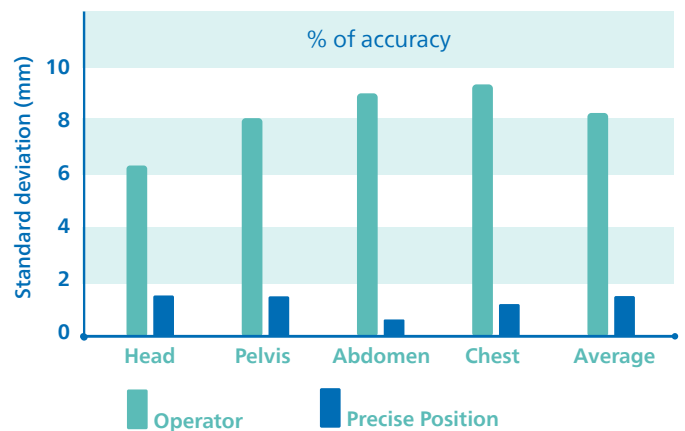 % of accuracy
Standard deviation (mm)
10
8
6
4
2
0
Head Pelvis Abdomen Chest Average
Operator Precise Position